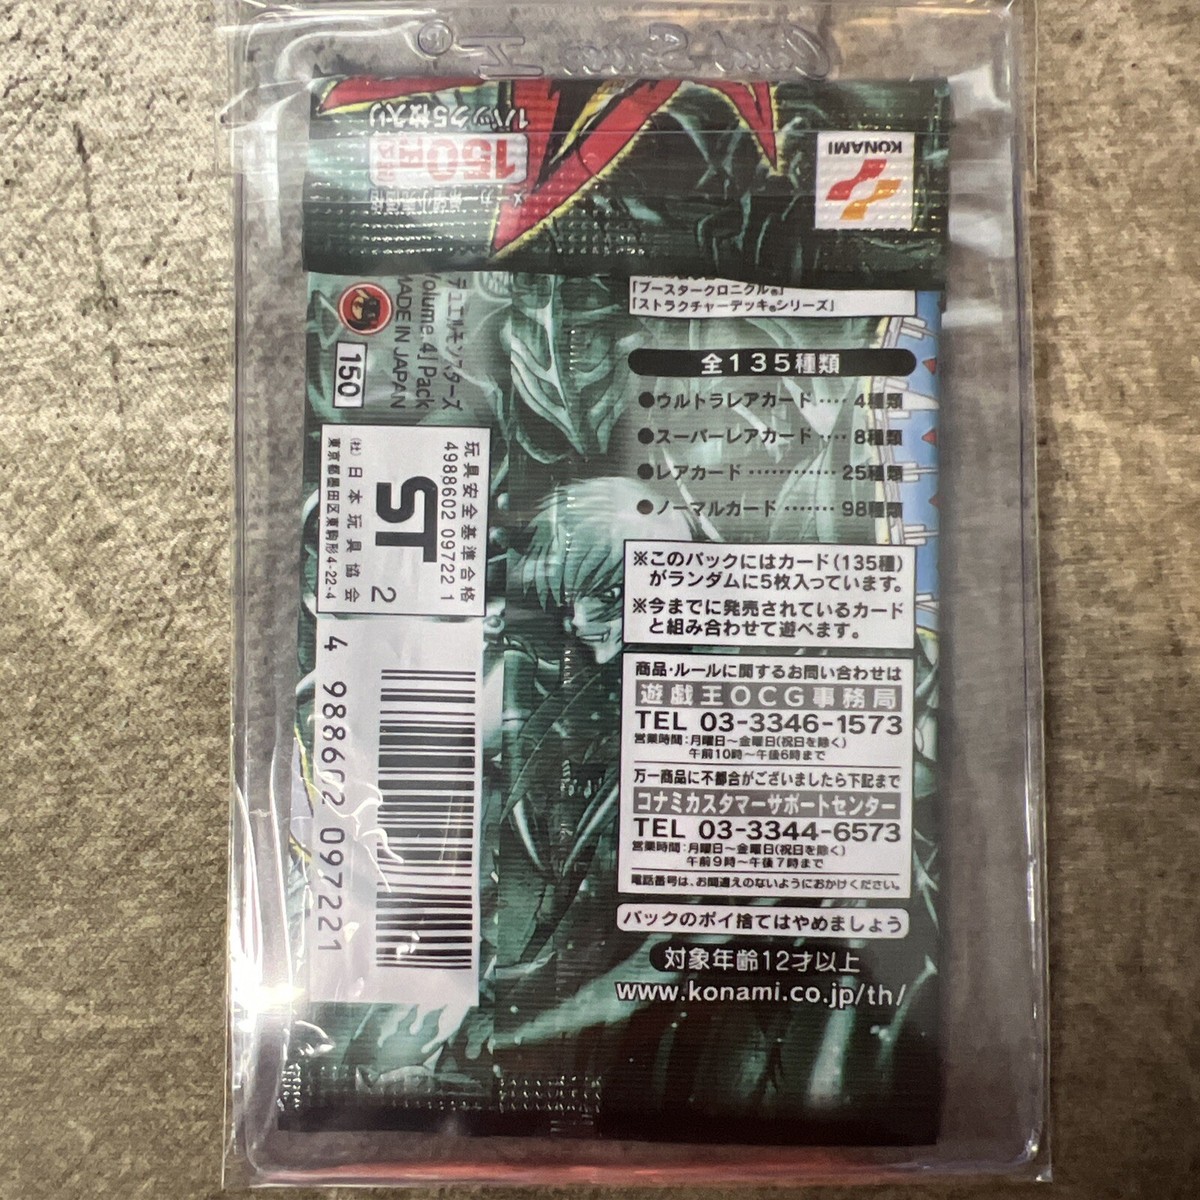 KONAMI
1パック5枚入り
150円
メーカー希望小売価格
「ブースタークロニクル®」
「ストラクチャーデッキ®シリーズ」
全135種類
●ウルトラレアカード‥‥ 4種類
●スーパーレアカード‥‥ 8種類
●レアカード‥‥‥‥‥‥ 25種類
●ノーマルカード‥‥‥‥ 98種類
※このパックにはカード(135種)
がランダムに5枚入っています。
※今までに発売されているカード
と組み合わせて遊べます。
商品・ルールに関するお問い合わせは
遊戯王OCG事務局
TEL 03-3346-1573
営業時間：月曜日～金曜日(祝日を除く)
午前10時～午後6時まで
万一商品に不都合がございましたら下記まで
コナミカスタマーサポートセンター
TEL 03-3344-6573
営業時間：月曜日～金曜日(祝日を除く)
午前9時～午後7時まで
電話番号は、お間違えのないようにおかけください。
パックのポイ捨てはやめましょう
対象年齢12才以上
www.konami.co.jp/th/
デュエルモンスターズ
Volume. 4」Pack
MADE IN JAPAN
150
玩具安全基準合格
4988602 09722 1
ST
2
(社)日本玩具協会
東京都墨田区東駒形4-22-4
4 988602 097221